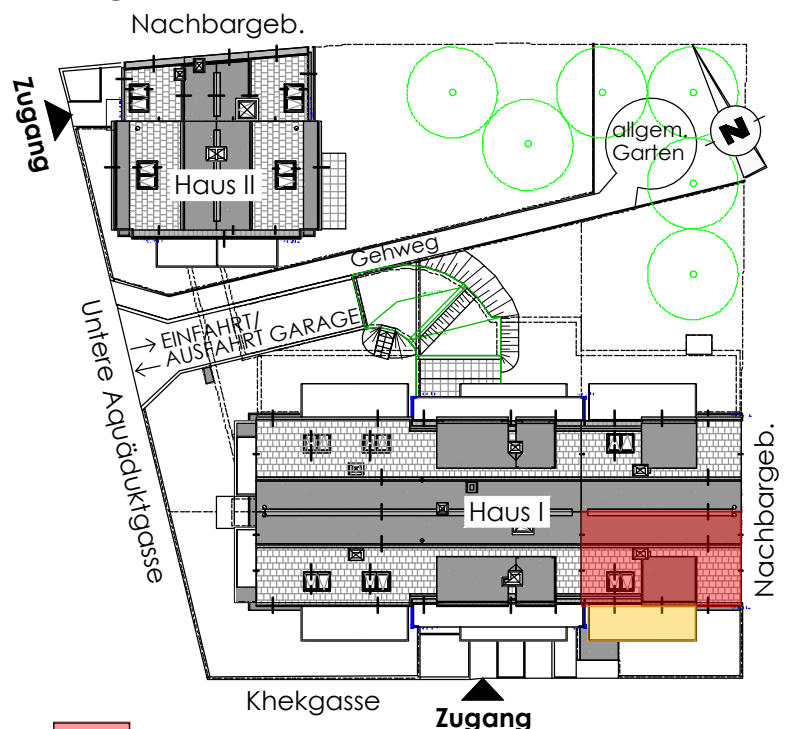 Nachbargeb.
Zugang
Haus II
allgem.
Garten
N
Gehweg
EINFAHRT/
AUSFAHRT GARAGE
Untere Aquäduktgasse
Haus I
Nachbargeb.
Khekgasse
Zugang